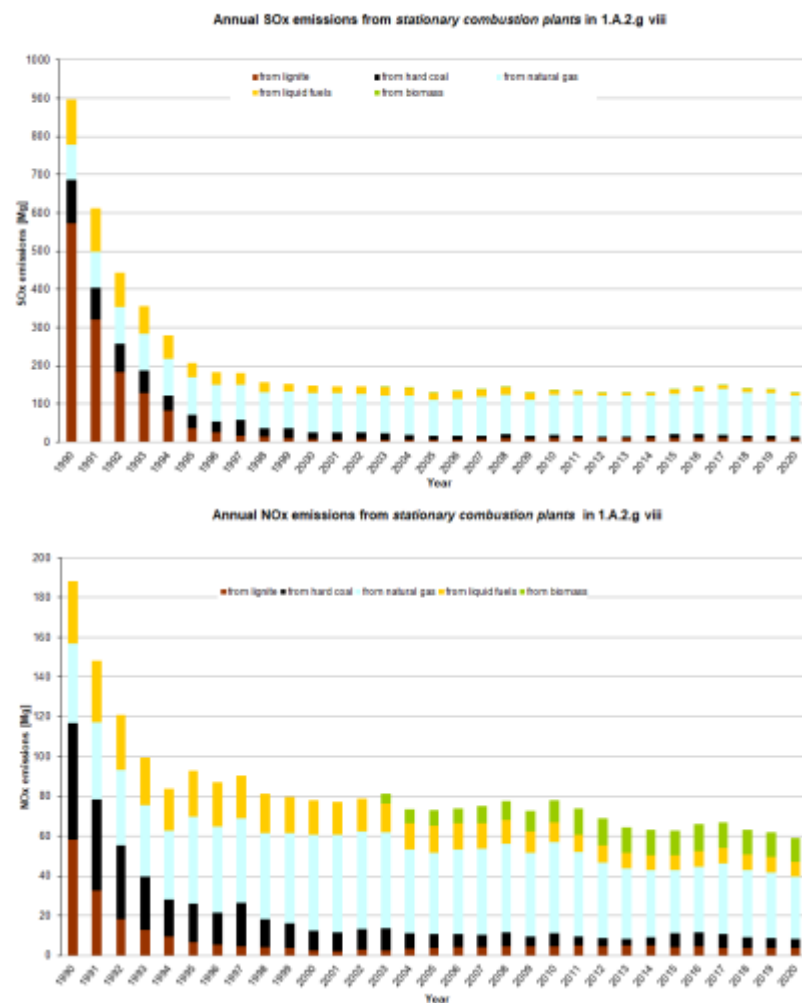 Annual SOx emissions from stationary combustion plants in 1.A.2.g viii
1000
from lignite from hard coal from natural gas
from liquid fuels from biomass
900
800
700
600
500
400
300
200
100
0
SOx emissions [Mg]
1990 1991 1992 1993 1994 1995 1996 1997 1998 1999 2000 2001 2002 2003 2004 2005 2006 2007 2008 2009 2010 2011 2012 2013 2014 2015 2016 2017 2018 2019 2020
Year
Annual NOx emissions from stationary combustion plants in 1.A.2.g viii
200
from lignite from hard coal from natural gas from liquid fuels from biomass
180
160
140
120
100
80
60
40
20
0
NOx emissions [Mg]
1990 1991 1992 1993 1994 1995 1996 1997 1998 1999 2000 2001 2002 2003 2004 2005 2006 2007 2008 2009 2010 2011 2012 2013 2014 2015 2016 2017 2018 2019 2020
Year